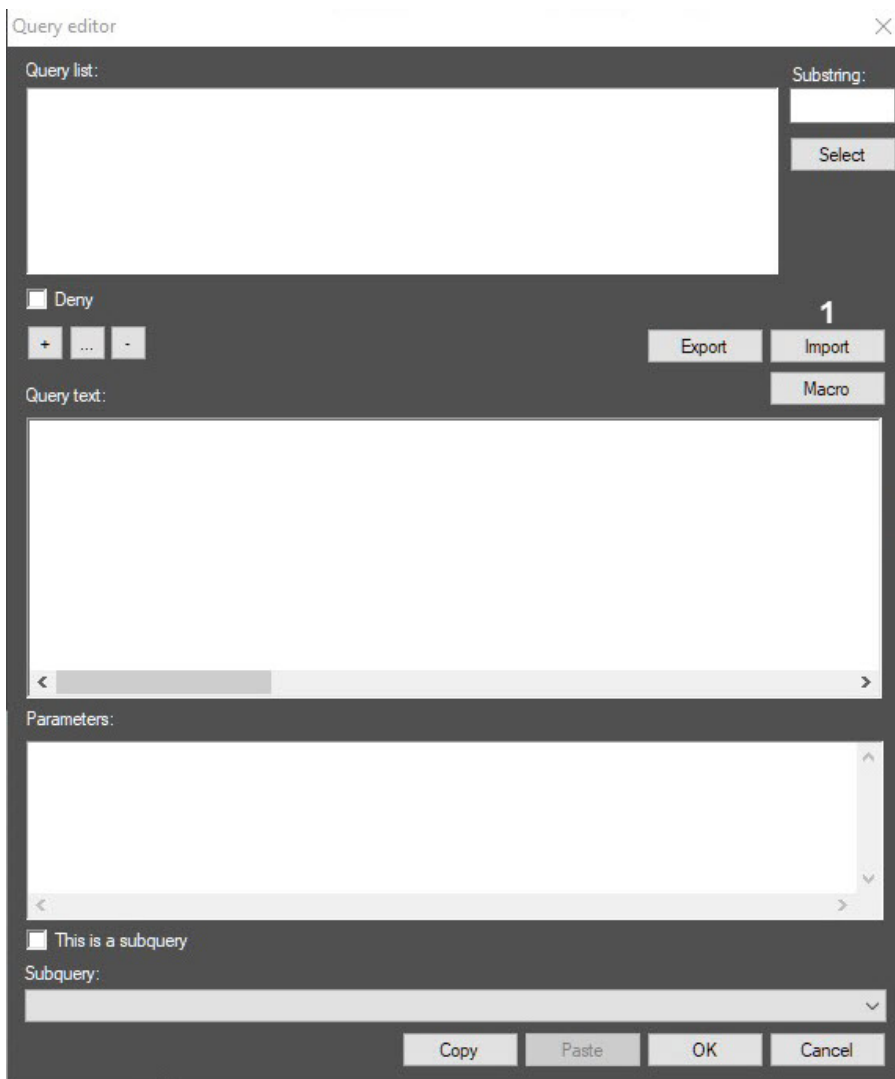 Query editor
Query list:
Substring:
Select
Deny
1
+ ... - Export Import
Macro
Query text:
Parameters:
This is a subquery
Subquery:
Copy Paste OK Cancel